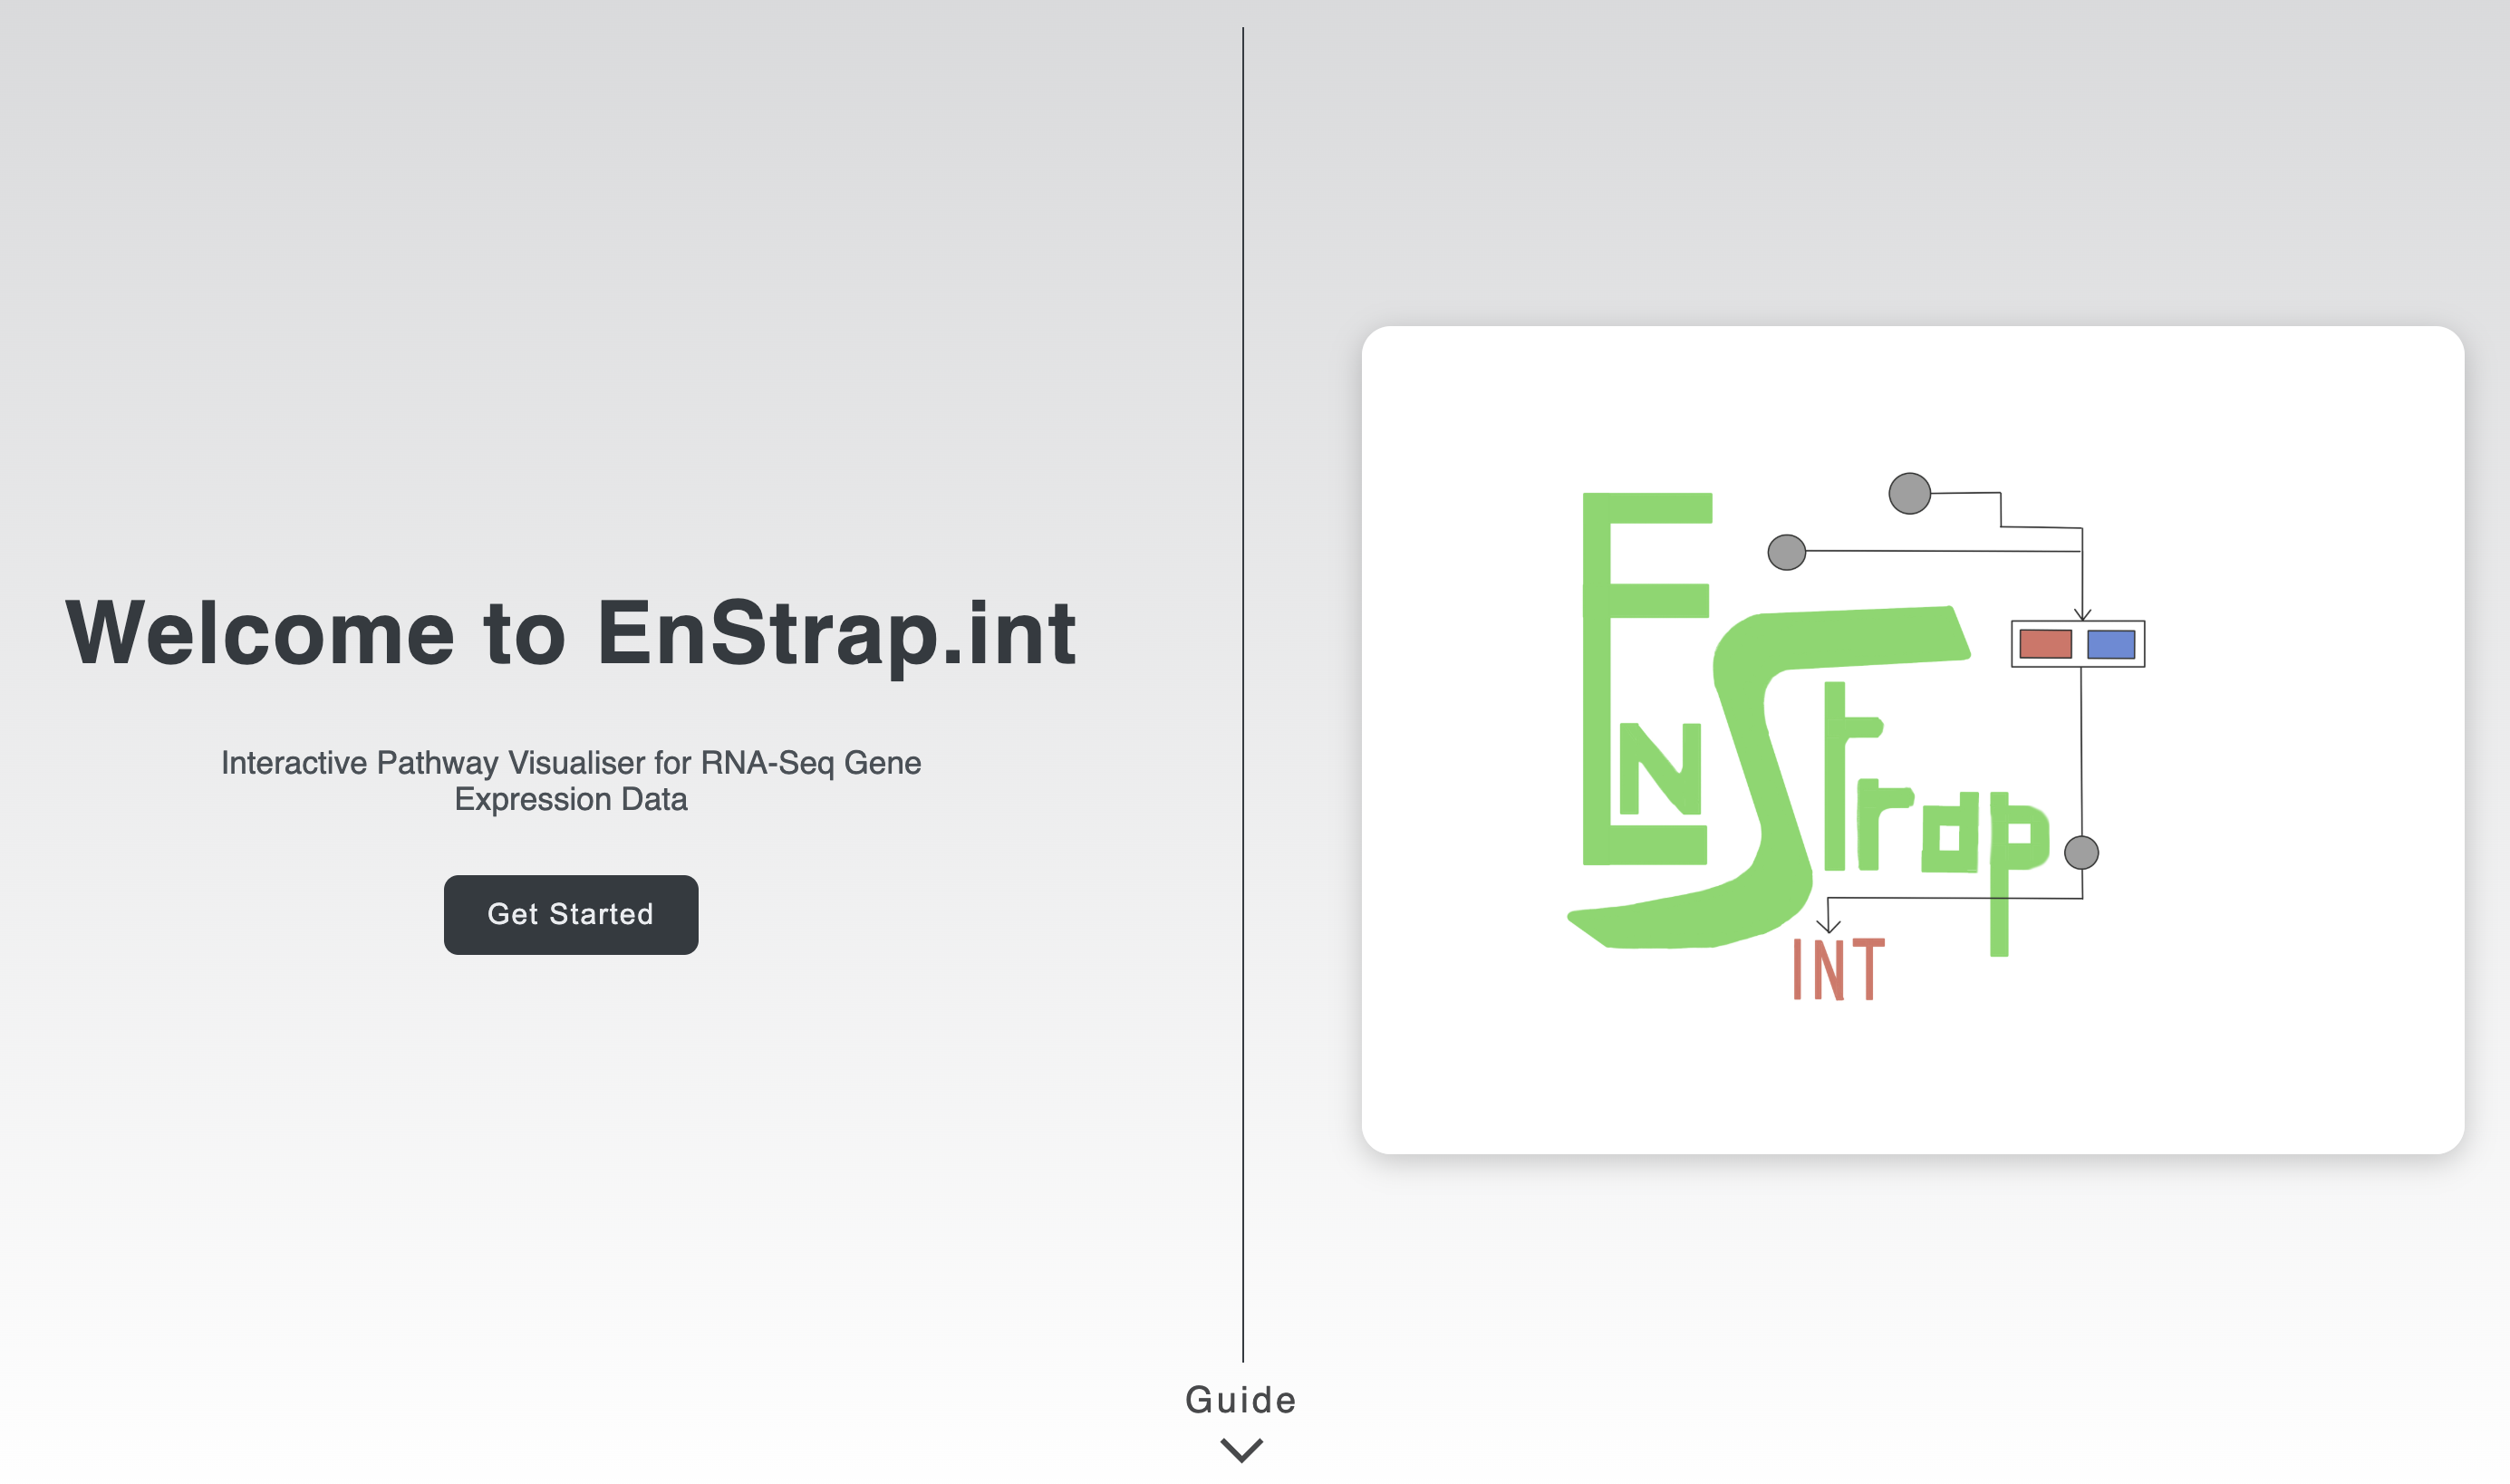 Welcome to EnStrap.int
Interactive Pathway Visualiser for RNA-Seq Gene
Expression Data
Get Started
EnStrap
INT
Guide